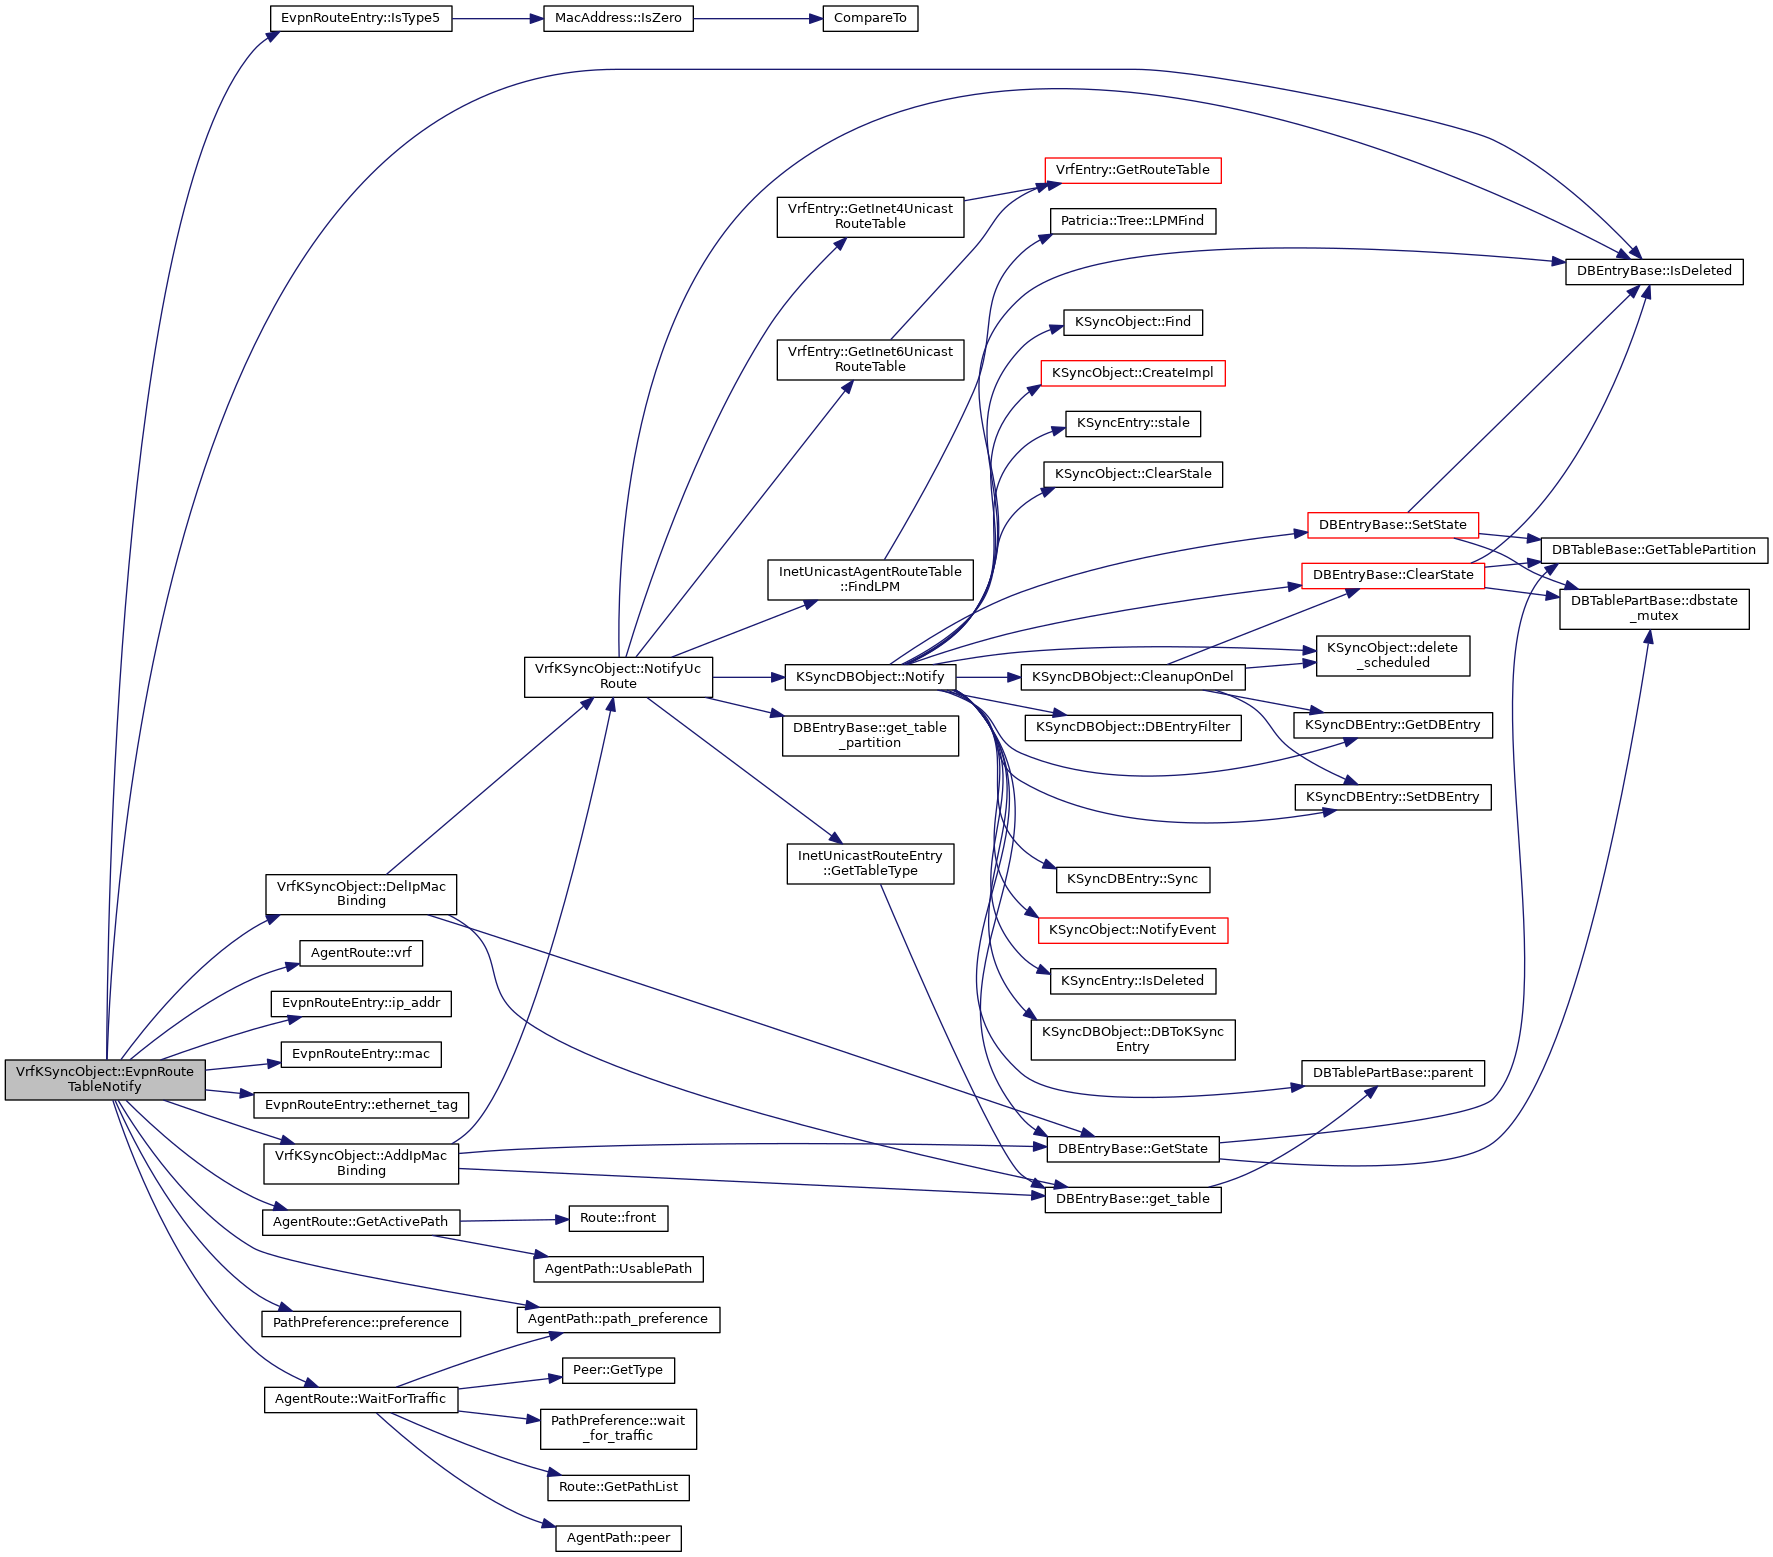 EvpnRouteEntry::IsType5
MacAddress::IsZero
CompareTo
VrfEntry::GetRouteTable
VrfEntry::GetInet4Unicast
RouteTable
Patricia::Tree::LPMFind
DBEntryBase::IsDeleted
KSyncObject::Find
VrfEntry::GetInet6Unicast
RouteTable
KSyncObject::CreateImpl
KSyncEntry::stale
KSyncObject::ClearStale
DBEntryBase::SetState
DBTableBase::GetTablePartition
InetUnicastAgentRouteTable
::FindLPM
DBEntryBase::ClearState
DBTablePartBase::dbstate
_mutex
KSyncObject::delete
_scheduled
VrfKSyncObject::NotifyUc
Route
KSyncDBObject::Notify
KSyncDBObject::CleanupOnDel
DBEntryBase::get_table
_partition
KSyncDBObject::DBEntryFilter
KSyncDBEntry::GetDBEntry
KSyncDBEntry::SetDBEntry
InetUnicastRouteEntry
::GetTableType
KSyncDBEntry::Sync
VrfKSyncObject::DelIpMac
Binding
KSyncObject::NotifyEvent
AgentRoute::vrf
KSyncEntry::IsDeleted
EvpnRouteEntry::ip_addr
KSyncDBObject::DBToKSync
Entry
EvpnRouteEntry::mac
VrfKSyncObject::EvpnRoute
TableNotify
DBTablePartBase::parent
EvpnRouteEntry::ethernet_tag
VrfKSyncObject::AddIpMac
Binding
DBEntryBase::GetState
DBEntryBase::get_table
AgentRoute::GetActivePath
Route::front
AgentPath::UsablePath
PathPreference::preference
AgentPath::path_preference
Peer::GetType
AgentRoute::WaitForTraffic
PathPreference::wait
_for_traffic
Route::GetPathList
AgentPath::peer